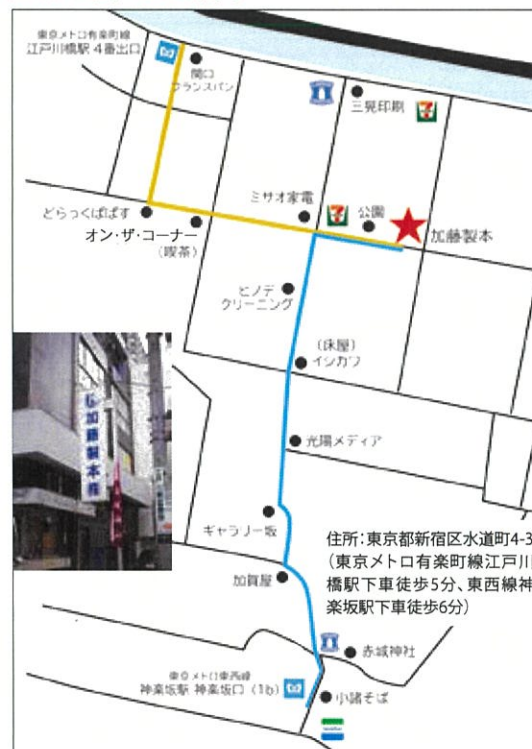 東京メトロ有楽町線
江戸川橋駅 4番出口
関口
フランスパン
三晃印刷
ミサオ家電
公園
加藤製本
どらっぐぱぱす
オン・ザ・コーナー
(喫茶)
ヒノデ
クリーニング
(床屋)
イシカワ
加藤製本
光陽メディア
ギャラリー坂
住所:東京都新宿区水道町4-3
(東京メトロ有楽町線江戸川
橋駅下車徒歩5分、東西線神
楽坂駅下車徒歩6分)
加賀屋
赤城神社
東京メトロ東西線
神楽坂駅 神楽坂口(1b)
小諸そば